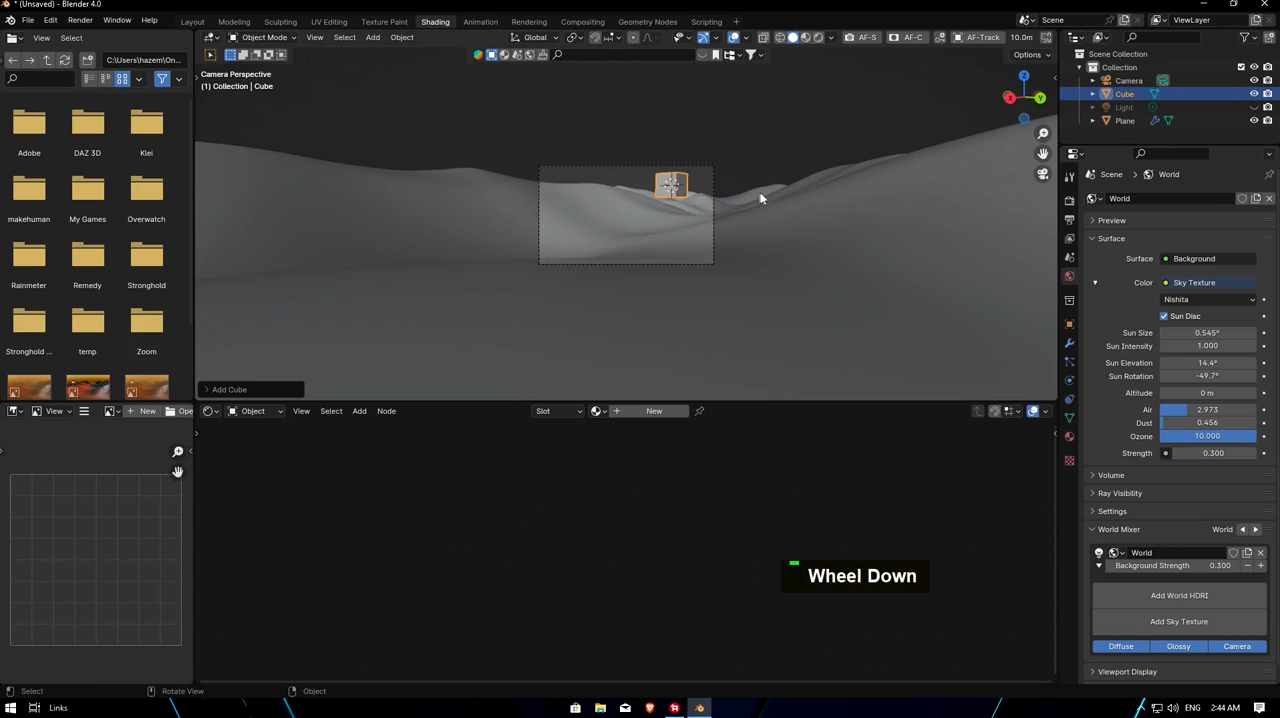 * (Unsaved) - Blender 4.0
File
Edit
Render
Window
Help
Layout
Modeling
Sculpting
UV Editing
Texture Paint
Shading
Animation
Rendering
Compositing
Geometry Nodes
Scripting
+
Scene
ViewLayer
View
Select
Object Mode
View
Select
Add
Object
Global
AF-S
AF-C
AF-Track
10.0m
C:\Users\hazem\On...
Options
Camera Perspective
(1) Collection | Cube
Scene Collection
Collection
Camera
Cube
Light
Plane
X
Y
Z
Adobe
DAZ 3D
Klei
makehuman
My Games
Overwatch
Rainmeter
Remedy
Stronghold
Stronghold ...
temp
Zoom
Scene
World
World
Preview
Surface
Surface
Background
Color
Sky Texture
Nishita
Sun Disc
Sun Size
0.545°
Sun Intensity
1.000
Sun Elevation
14.4°
Sun Rotation
-49.7°
Altitude
0 m
Air
2.973
Dust
0.456
Ozone
10.000
Strength
0.300
Volume
Ray Visibility
Settings
World Mixer
World
World
Background Strength
0.300
Add World HDRI
Add Sky Texture
Diffuse
Glossy
Camera
Viewport Display
Add Cube
View
New
Ope
Object
View
Select
Add
Node
Slot
New
Wheel Down
Select
Rotate View
Object
Links
ENG
2:44 AM